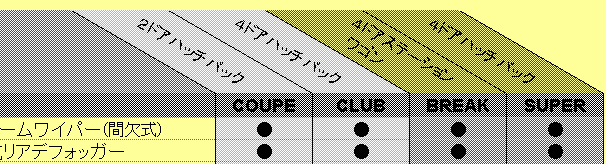 2ドアハッチバック
4ドアハッチバック
4ドアステーション
ワゴン
4ドアハッチバック
COUPE CLUB BREAK SUPER
ームワイパー(間欠式)
リアデフォッガー